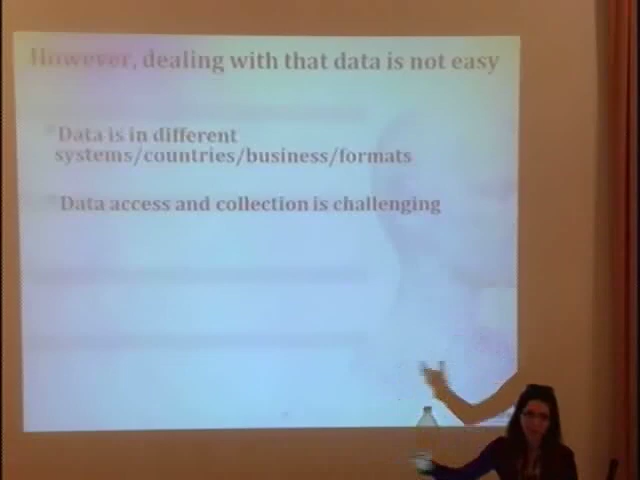 However, dealing with that data is not easy
Data is in different
systems/countries/business/formats
Data access and collection is challenging